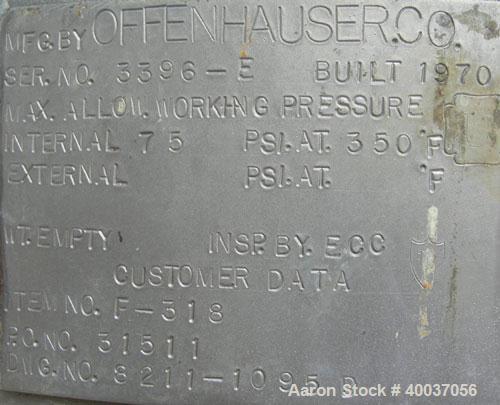 MFG. BY OFFENHAUSER. CO.
SER. NO. 3396-E BUILT 1970
MAX. ALLOW. WORKING PRESSURE
INTERNAL 75 PSI. AT. 350 °F
EXTERNAL PSI. AT. °F
WT. EMPTY INSP. BY. ECC
CUSTOMER DATA
ITEM NO. F-318
P.O. NO. 31511
DWG. NO. 8211-1095 D
Aaron Stock # 40037056